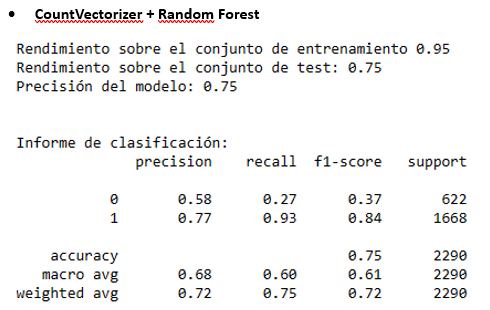 • CountVectorizer + Random Forest
Rendimiento sobre el conjunto de entrenamiento 0.95
Rendimiento sobre el conjunto de test: 0.75
Precisión del modelo: 0.75
Informe de clasificación:
precision recall f1-score support
0 0.58 0.27 0.37 622
1 0.77 0.93 0.84 1668
accuracy 0.75 2290
macro avg 0.68 0.60 0.61 2290
weighted avg 0.72 0.75 0.72 2290